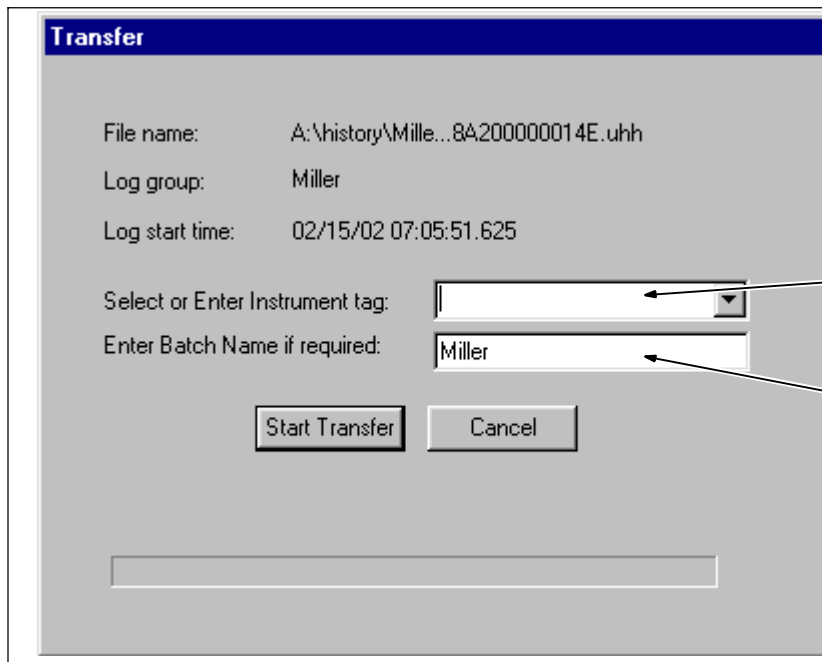 Transfer
File name: A:\history\Mille...8A200000014E.uhh
Log group: Miller
Log start time: 02/15/02 07:05:51.625
Select or Enter Instrument tag:
Enter Batch Name if required: Miller
Start Transfer Cancel